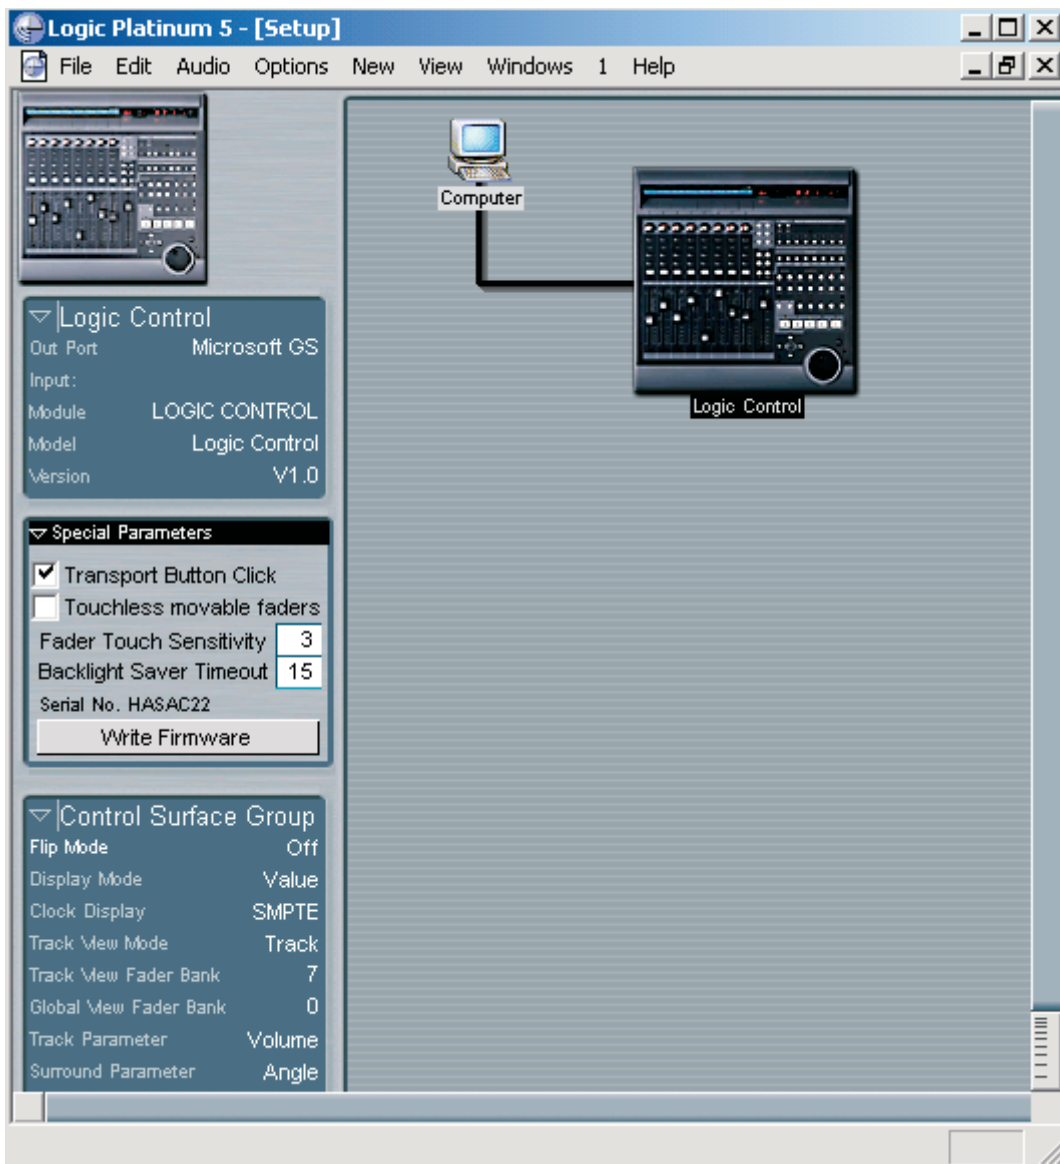 Logic Platinum 5 - [Setup]
File Edit Audio Options New View Windows 1 Help
Computer
Logic Control
Logic Control
Out Port Microsoft GS
Input:
Module LOGIC CONTROL
Model Logic Control
Version V1.0
Special Parameters
Transport Button Click
Touchless movable faders
Fader Touch Sensitivity 3
Backlight Saver Timeout 15
Serial No. HASAC22
Write Firmware
Control Surface Group
Flip Mode Off
Display Mode Value
Clock Display SMPTE
Track View Mode Track
Track View Fader Bank 7
Global View Fader Bank 0
Track Parameter Volume
Surround Parameter Angle